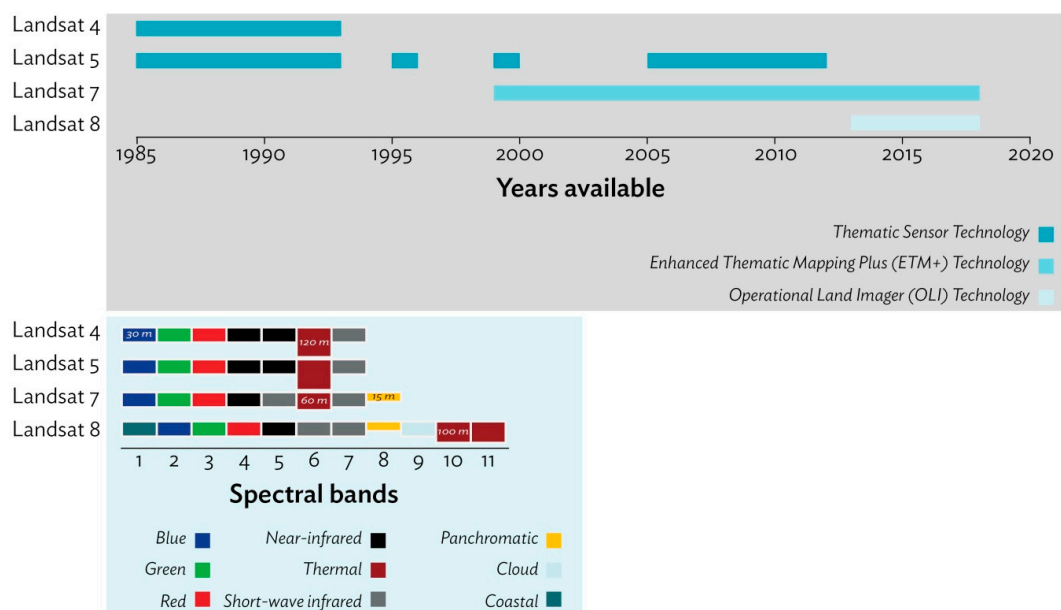 Landsat 4
Landsat 5
Landsat 7
Landsat 8
1985 1990 1995 2000 2005 2010 2015 2020
Years available
Thematic Sensor Technology
Enhanced Thematic Mapping Plus (ETM+) Technology
Operational Land Imager (OLI) Technology
Landsat 4 30 m 120 m
Landsat 5
Landsat 7 60 m 15 m
Landsat 8 100 m
1 2 3 4 5 6 7 8 9 10 11
Spectral bands
Blue Near-infrared Panchromatic
Green Thermal Cloud
Red Short-wave infrared Coastal